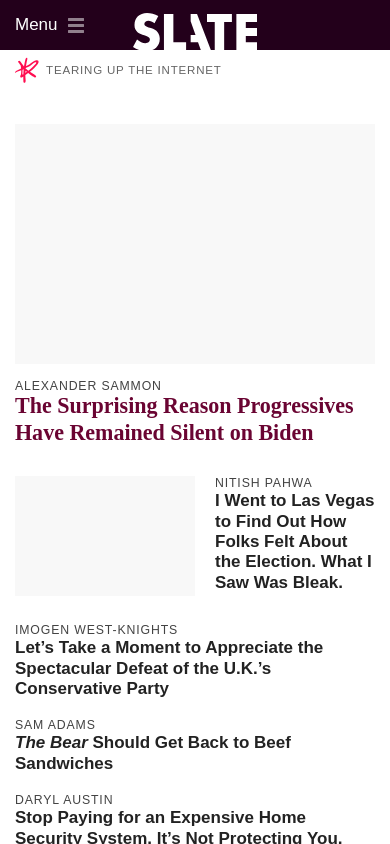 Menu
SLATE
TEARING UP THE INTERNET
ALEXANDER SAMMON
The Surprising Reason Progressives
Have Remained Silent on Biden
NITISH PAHWA
I Went to Las Vegas
to Find Out How
Folks Felt About
the Election. What I
Saw Was Bleak.
IMOGEN WEST-KNIGHTS
Let’s Take a Moment to Appreciate the
Spectacular Defeat of the U.K.’s
Conservative Party
SAM ADAMS
The Bear Should Get Back to Beef
Sandwiches
DARYL AUSTIN
Stop Paying for an Expensive Home
Security System. It’s Not Protecting You.